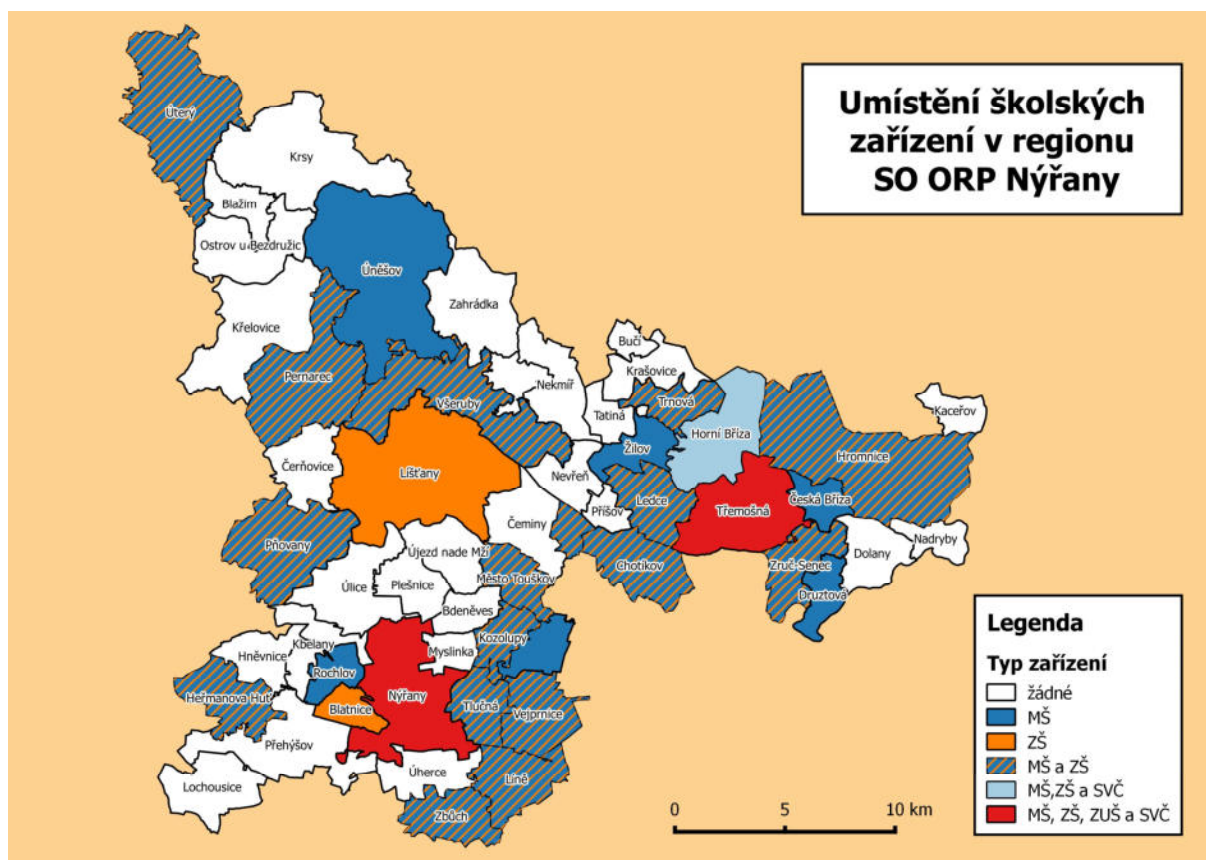 Umístění školských
zařízení v regionu
SO ORP Nýřany
Úterý
Krsy
Blažim
Ostrov u Bezdružic
Úněšov
Zahrádka
Křelovice
Bučí
Krašovice
Pernarec
Nekmíř
Všeruby
Trnová
Tatiná
Kaceřov
Horní Bříza
Žilov
Hromnice
Čerňovice
Líšťany
Nevřeň
Ledce
Třemošná
Česká Bříza
Příšov
Čeminy
Pňovany
Újezd nade Mží
Chotíkov
Zruč-Senec
Dolany
Nadryby
Město Touškov
Úlice
Plešnice
Druztová
Bděněves
Kozolupy
Kbelany
Myslinka
Hněvnice
Rochlov
Heřmanova Huť
Nýřany
Blatnice
Tlučná
Vejprnice
Přehýšov
Úherce
Líně
Lochousice
Zbůch
0 5 10 km
Legenda
Typ zařízení
žádné
MŠ
ZŠ
MŠ a ZŠ
MŠ,ZŠ a SVČ
MŠ, ZŠ, ZUŠ a SVČ